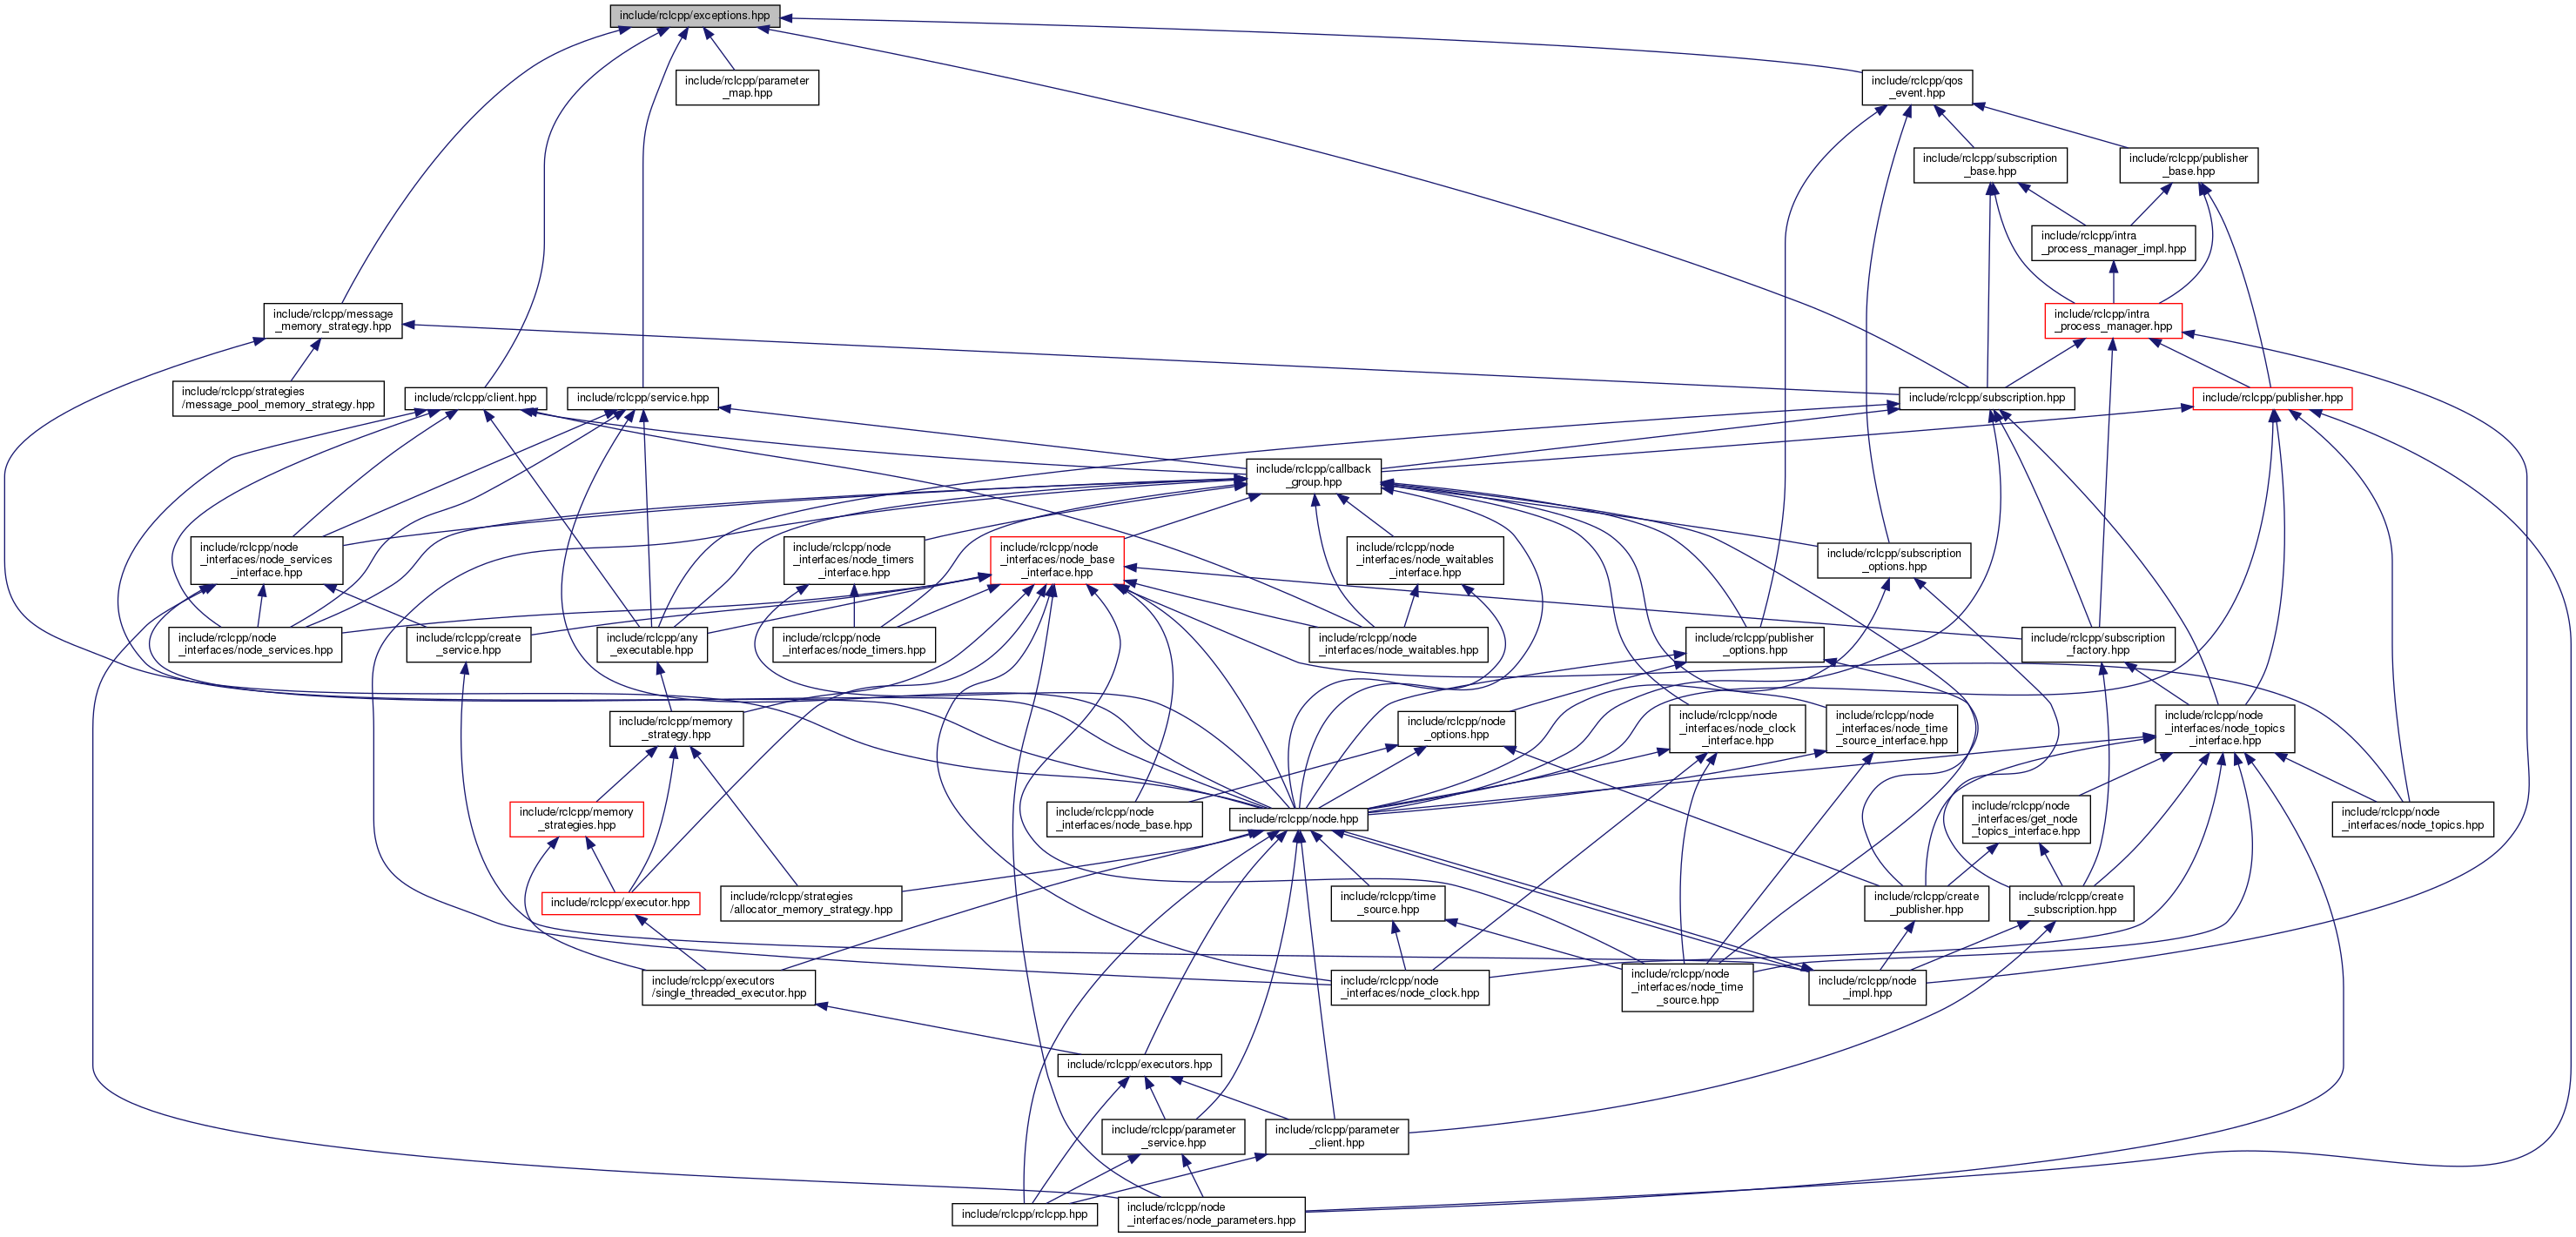 include/rclcpp/exceptions.hpp
include/rclcpp/parameter
_map.hpp
include/rclcpp/qos
_event.hpp
include/rclcpp/subscription
_base.hpp
include/rclcpp/publisher
_base.hpp
include/rclcpp/intra
_process_manager_impl.hpp
include/rclcpp/message
_memory_strategy.hpp
include/rclcpp/intra
_process_manager.hpp
include/rclcpp/strategies
/message_pool_memory_strategy.hpp
include/rclcpp/client.hpp
include/rclcpp/service.hpp
include/rclcpp/subscription.hpp
include/rclcpp/publisher.hpp
include/rclcpp/callback
_group.hpp
include/rclcpp/node
_interfaces/node_services
_interface.hpp
include/rclcpp/node
_interfaces/node_timers
_interface.hpp
include/rclcpp/node
_interfaces/node_base
_interface.hpp
include/rclcpp/node
_interfaces/node_waitables
_interface.hpp
include/rclcpp/subscription
_options.hpp
include/rclcpp/node
_interfaces/node_services.hpp
include/rclcpp/create
_service.hpp
include/rclcpp/any
_executable.hpp
include/rclcpp/node
_interfaces/node_timers.hpp
include/rclcpp/node
_interfaces/node_waitables.hpp
include/rclcpp/publisher
_options.hpp
include/rclcpp/subscription
_factory.hpp
include/rclcpp/memory
_strategy.hpp
include/rclcpp/node
_options.hpp
include/rclcpp/node
_interfaces/node_clock
_interface.hpp
include/rclcpp/node
_interfaces/node_time
_source_interface.hpp
include/rclcpp/node
_interfaces/node_topics
_interface.hpp
include/rclcpp/memory
_strategies.hpp
include/rclcpp/node
_interfaces/node_base.hpp
include/rclcpp/node.hpp
include/rclcpp/node
_interfaces/get_node
_topics_interface.hpp
include/rclcpp/node
_interfaces/node_topics.hpp
include/rclcpp/executor.hpp
include/rclcpp/strategies
/allocator_memory_strategy.hpp
include/rclcpp/time
_source.hpp
include/rclcpp/create
_publisher.hpp
include/rclcpp/create
_subscription.hpp
include/rclcpp/executors
/single_threaded_executor.hpp
include/rclcpp/node
_interfaces/node_clock.hpp
include/rclcpp/node
_interfaces/node_time
_source.hpp
include/rclcpp/node
_impl.hpp
include/rclcpp/executors.hpp
include/rclcpp/parameter
_service.hpp
include/rclcpp/parameter
_client.hpp
include/rclcpp/rclcpp.hpp
include/rclcpp/node
_interfaces/node_parameters.hpp